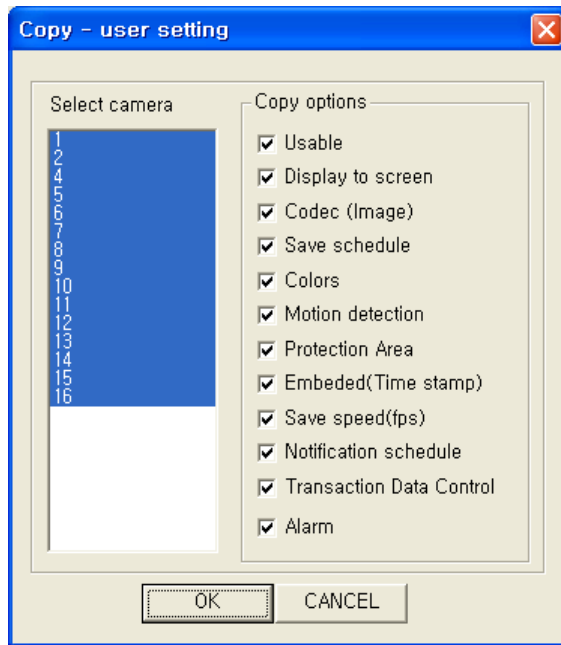 Copy - user setting
Select camera
1
2
4
5
6
7
8
9
10
11
12
13
14
15
16
Copy options
Usable
Display to screen
Codec (Image)
Save schedule
Colors
Motion detection
Protection Area
Embeded(Time stamp)
Save speed(fps)
Notification schedule
Transaction Data Control
Alarm
OK
CANCEL